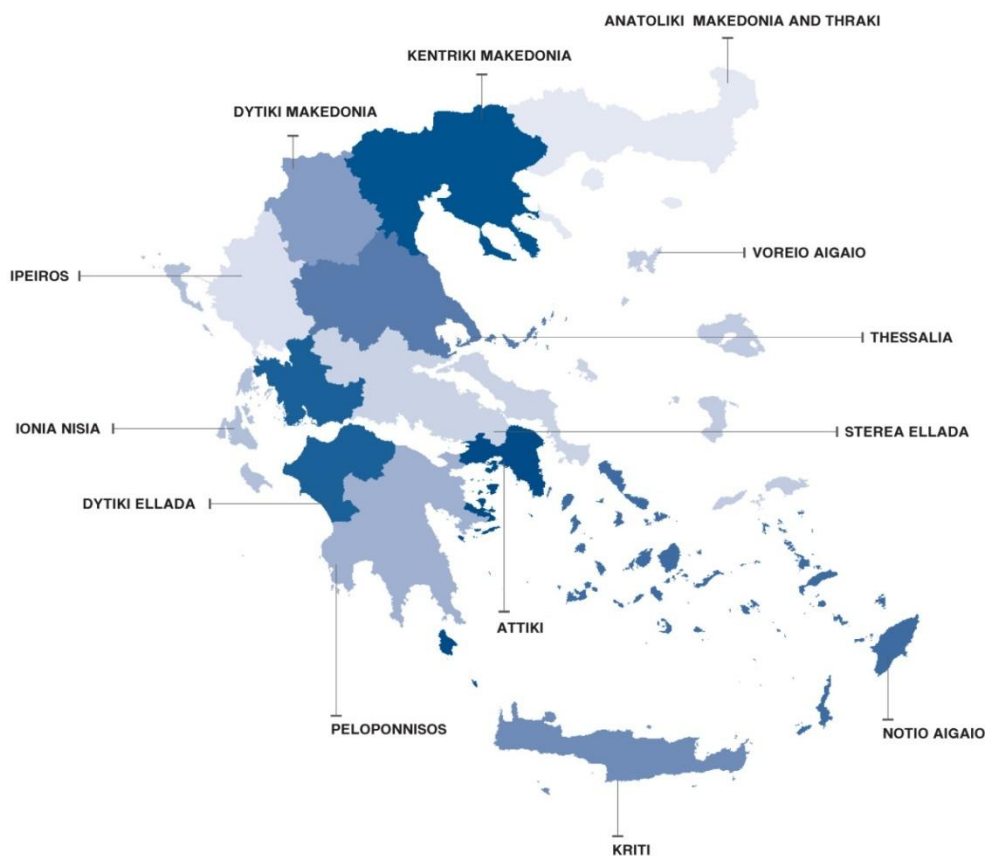 ANATOLIKI MAKEDONIA AND THRAKI
KENTRIKI MAKEDONIA
DYTIKI MAKEDONIA
VOREIO AIGAIO
IPEIROS
THESSALIA
IONIA NISIA
STEREA ELLADA
DYTIKI ELLADA
ATTIKI
PELOPONNISOS
NOTIO AIGAIO
KRITI